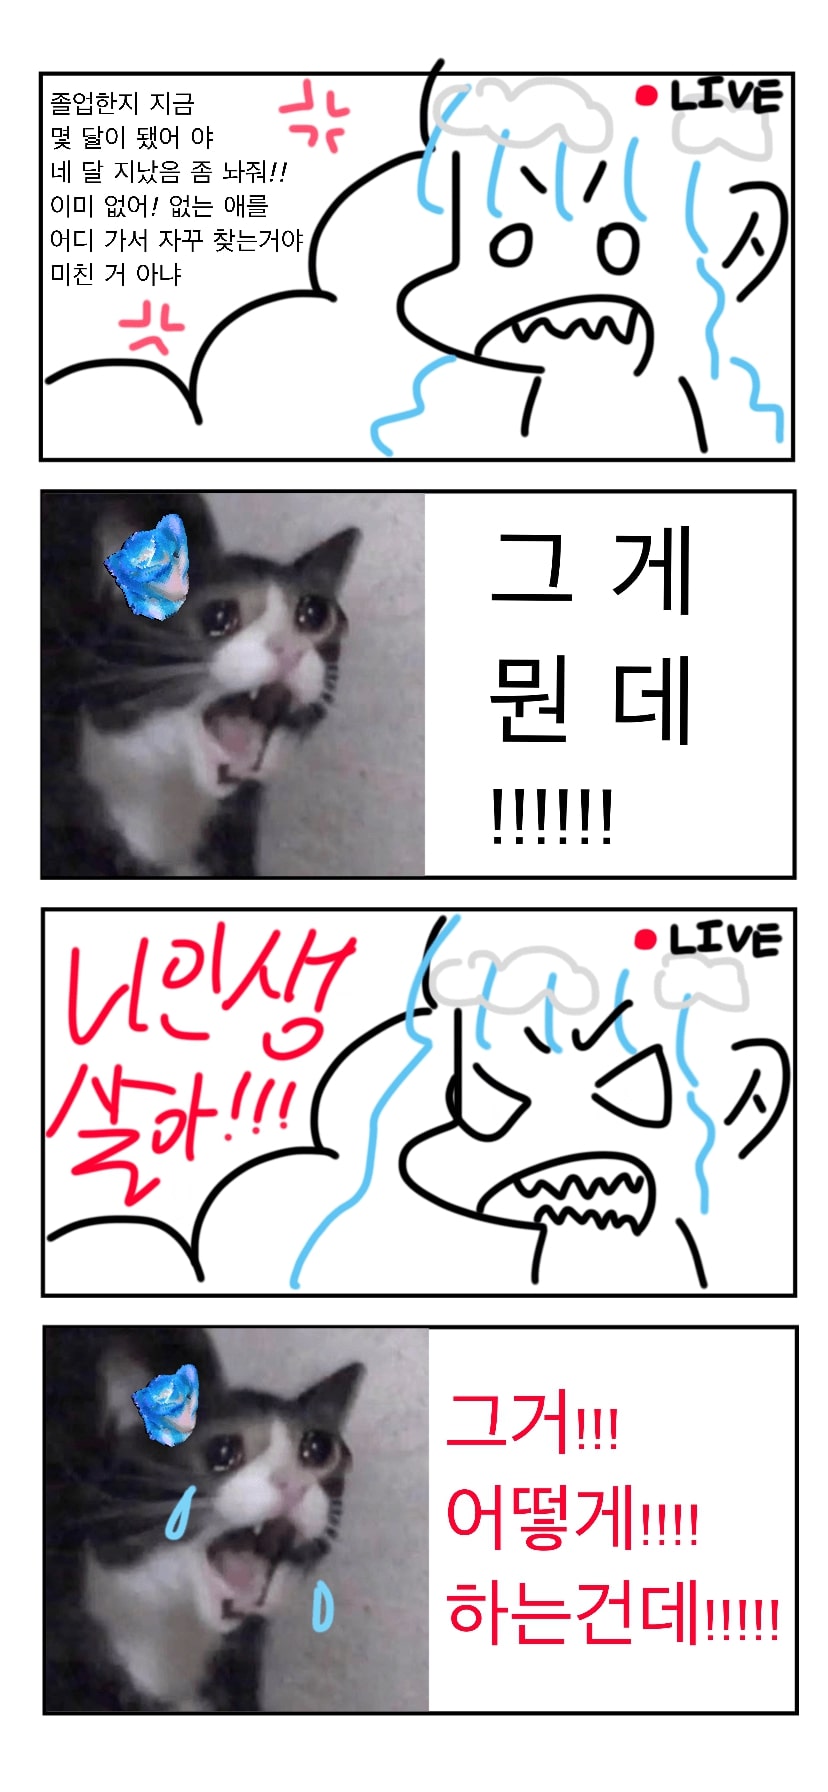 졸업한지 지금
몇 달이 됐어 야
네 달 지났음 좀 놔줘!!
이미 없어! 없는 애를
어디 가서 자꾸 찾는거야
미친 거 아냐
LIVE
그 게
뭔 데
!!!!!!
니인생
살아!!!
LIVE
그거!!!
어떻게!!!!
하는건데!!!!!